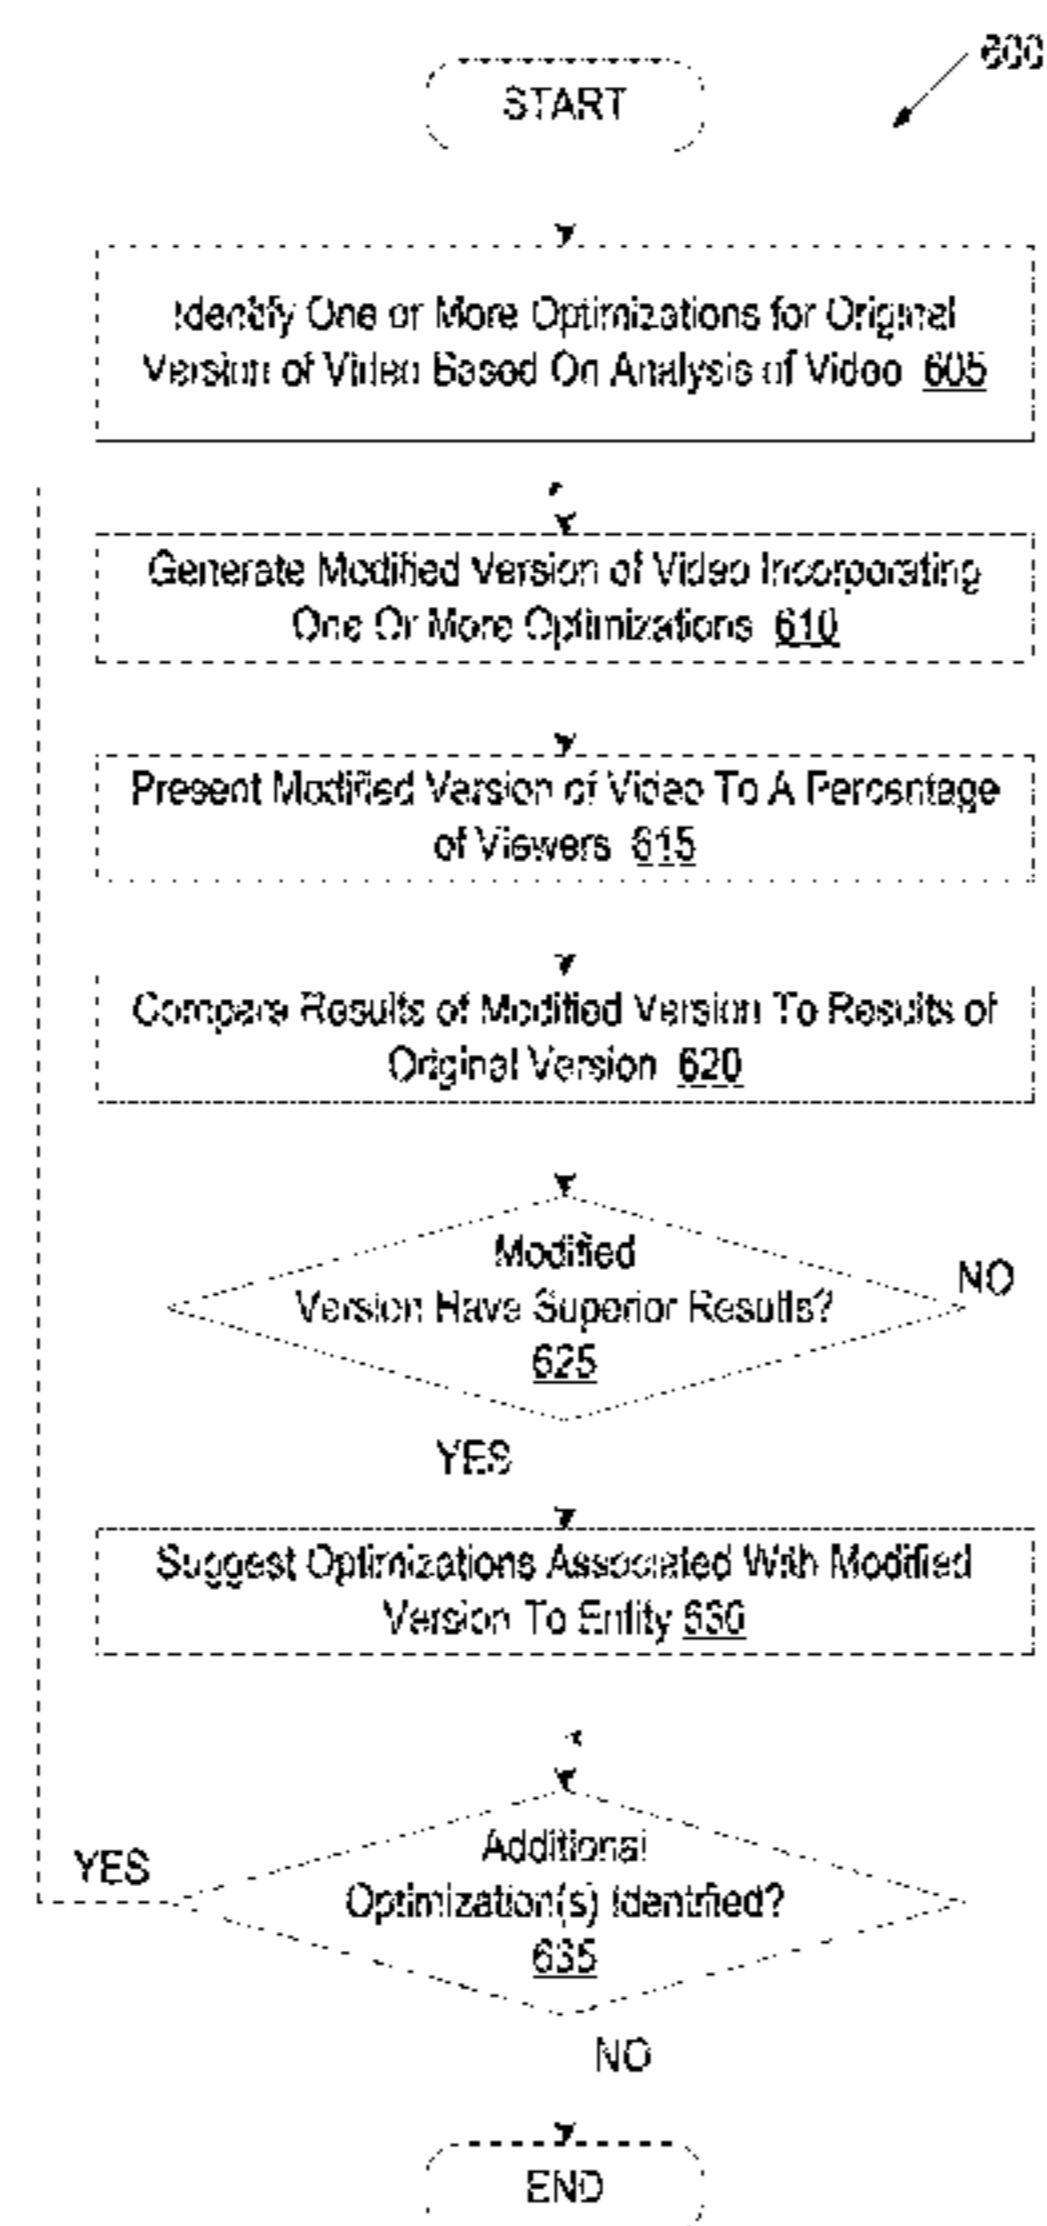 600
START
Identify One or More Optimizations for Original
Version of Video Based On Analysis of Video 605
Generate Modified Version of Video Incorporating
One Or More Optimizations 610
Present Modified Version of Video To A Percentage
of Viewers 615
Compare Results of Modified Version To Results of
Original Version 620
Modified
Version Have Superior Results?
625
NO
YES
Suggest Optimizations Associated With Modified
Version To Entity 630
Additional
Optimization(s) Identified?
635
YES
NO
END